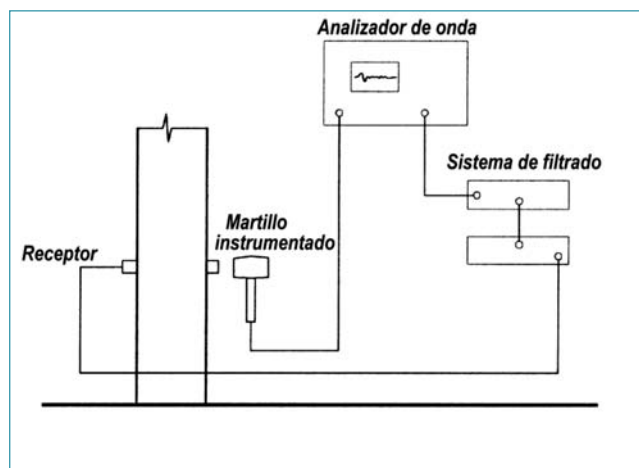 Analizador de onda
Sistema de filtrado
Martillo
instrumentado
Receptor